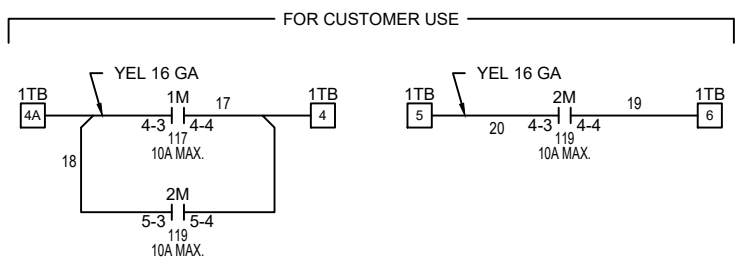 FOR CUSTOMER USE
YEL 16 GA
1TB
4A
1M
17
4-3
4-4
117
10A MAX.
1TB
4
18
2M
5-3
5-4
119
10A MAX.
YEL 16 GA
1TB
5
20
2M
19
4-3
4-4
119
10A MAX.
1TB
6